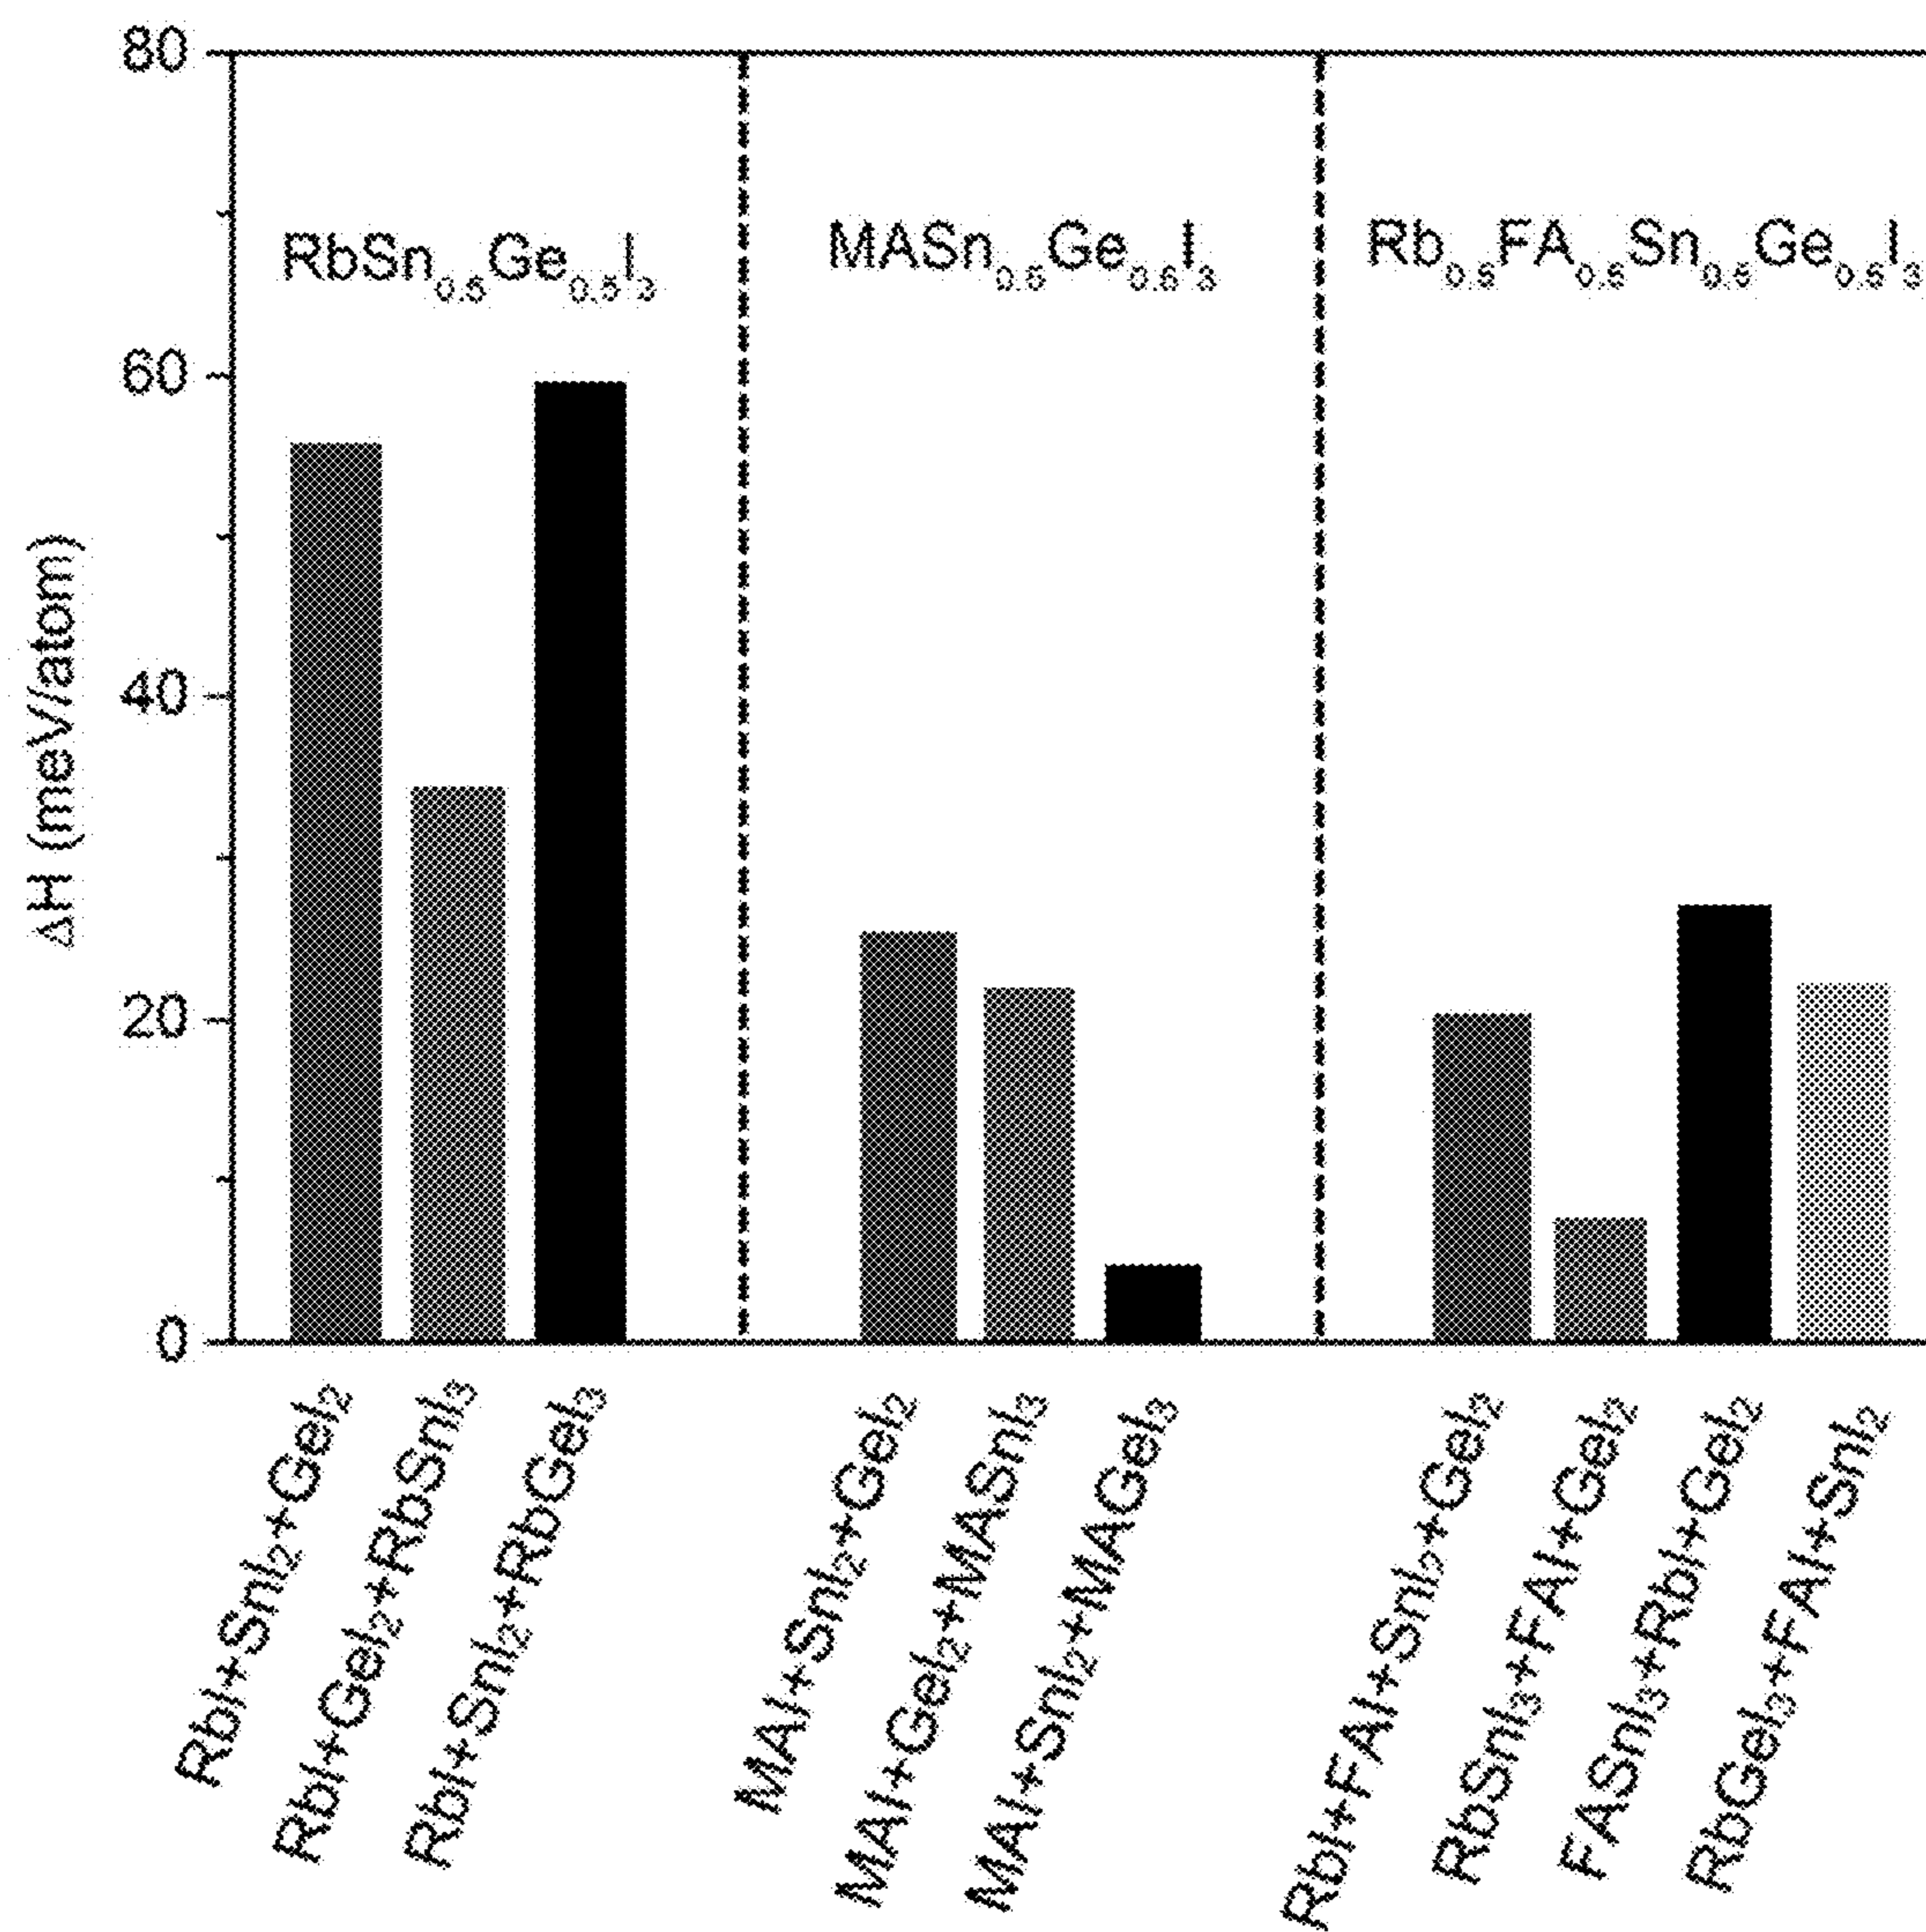 80
60
40
20
0
ΔH (meV/atom)
RbSn₀.₅Ge₀.₅I₃
MASn₀.₅Ge₀.₅I₃
Rb₀.₅FA₀.₅Sn₀.₅Ge₀.₅I₃
RbI+SnI₂+GeI₂
RbI+GeI₂+RbSnI₃
RbI+SnI₂+RbGeI₃
MAI+SnI₂+GeI₂
MAI+GeI₂+MASnI₃
MAI+SnI₂+MAGeI₃
RbI+FAI+SnI₂+GeI₂
RbSnI₃+FAI+GeI₂
FASnI₃+RbI+GeI₂
RbGeI₃+FAI+SnI₂